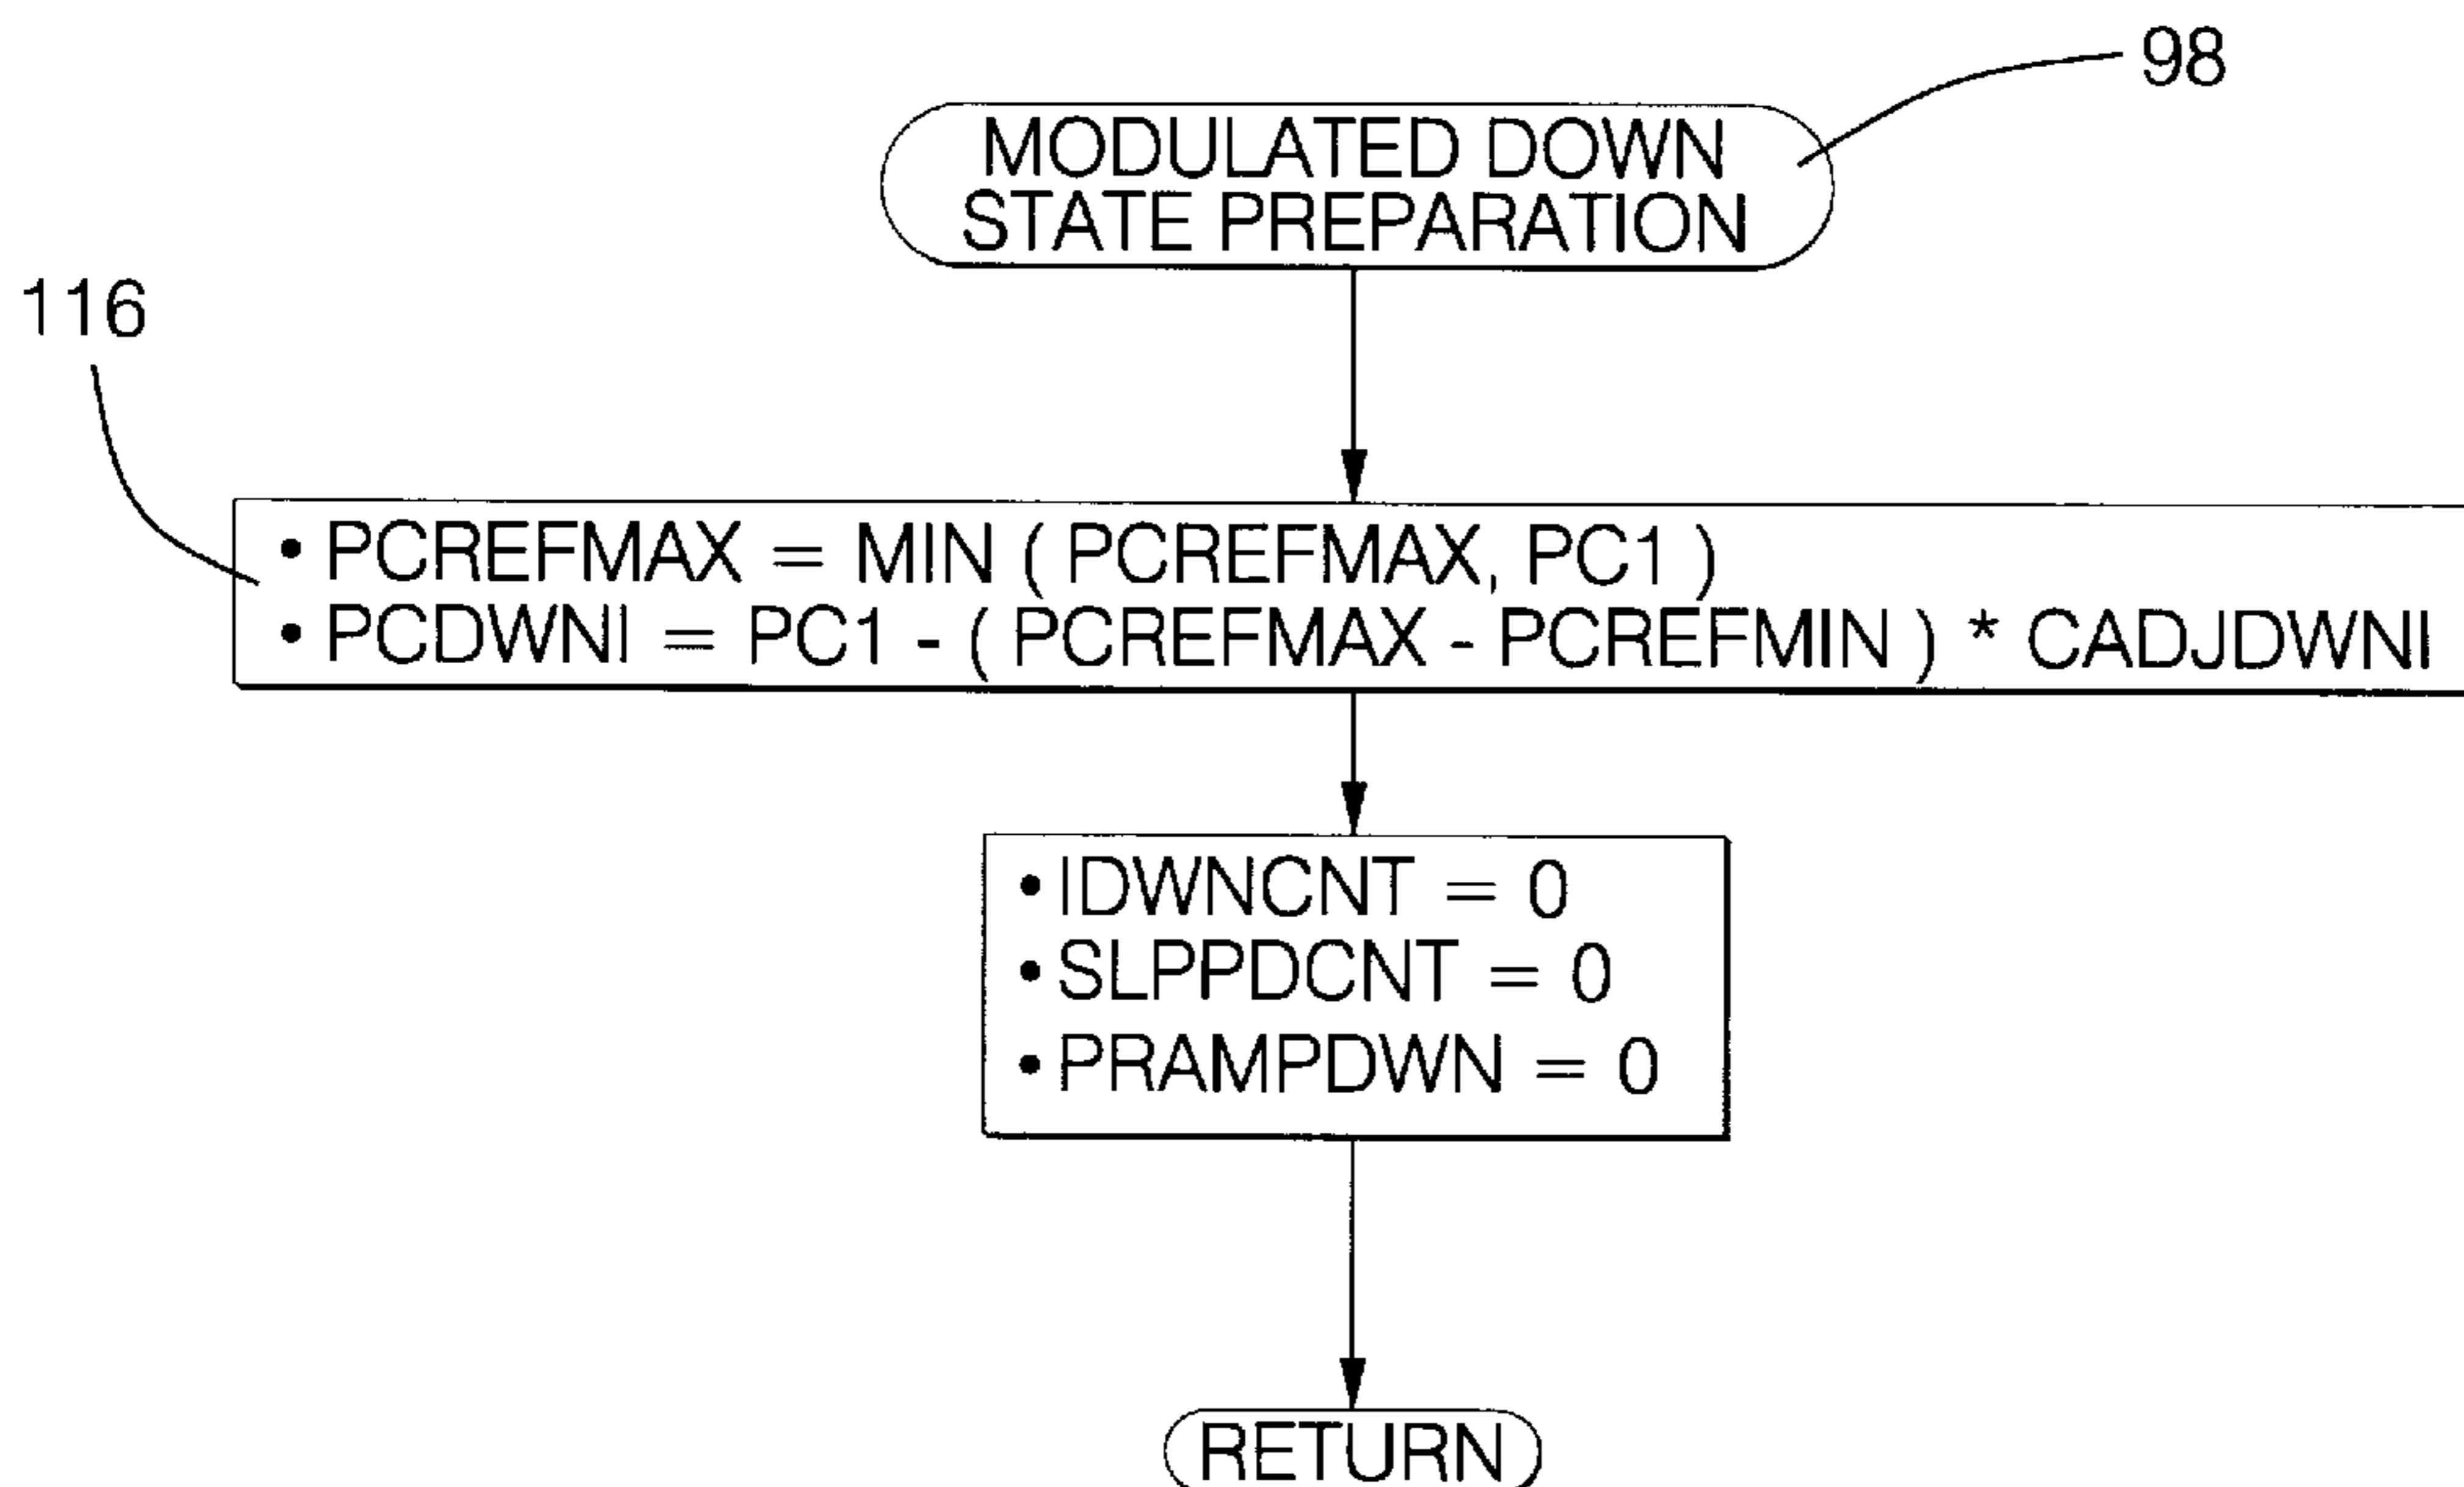 98
MODULATED DOWN
STATE PREPARATION
116
• PCREFMAX = MIN ( PCREFMAX, PC1 )
• PCDWNI = PC1 - ( PCREFMAX - PCREFMIN ) * CADJDWNI
• IDWNCNT = 0
• SLPPDCNT = 0
• PRAMPDWN = 0
RETURN